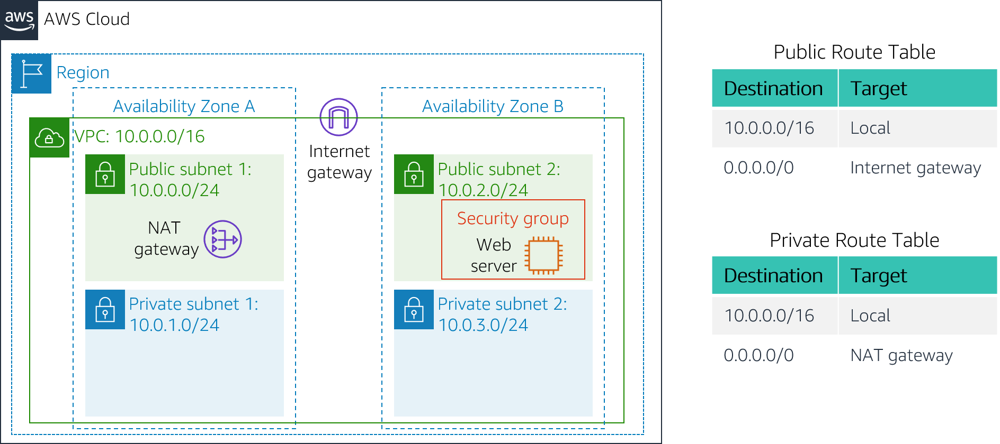 aws
AWS Cloud
Region
Availability Zone A
Availability Zone B
VPC: 10.0.0.0/16
Internet
gateway
Public subnet 1:
10.0.0.0/24
NAT
gateway
Public subnet 2:
10.0.2.0/24
Security group
Web
server
Private subnet 1:
10.0.1.0/24
Private subnet 2:
10.0.3.0/24
Public Route Table
Destination Target
10.0.0.0/16 Local
0.0.0.0/0 Internet gateway
Private Route Table
Destination Target
10.0.0.0/16 Local
0.0.0.0/0 NAT gateway